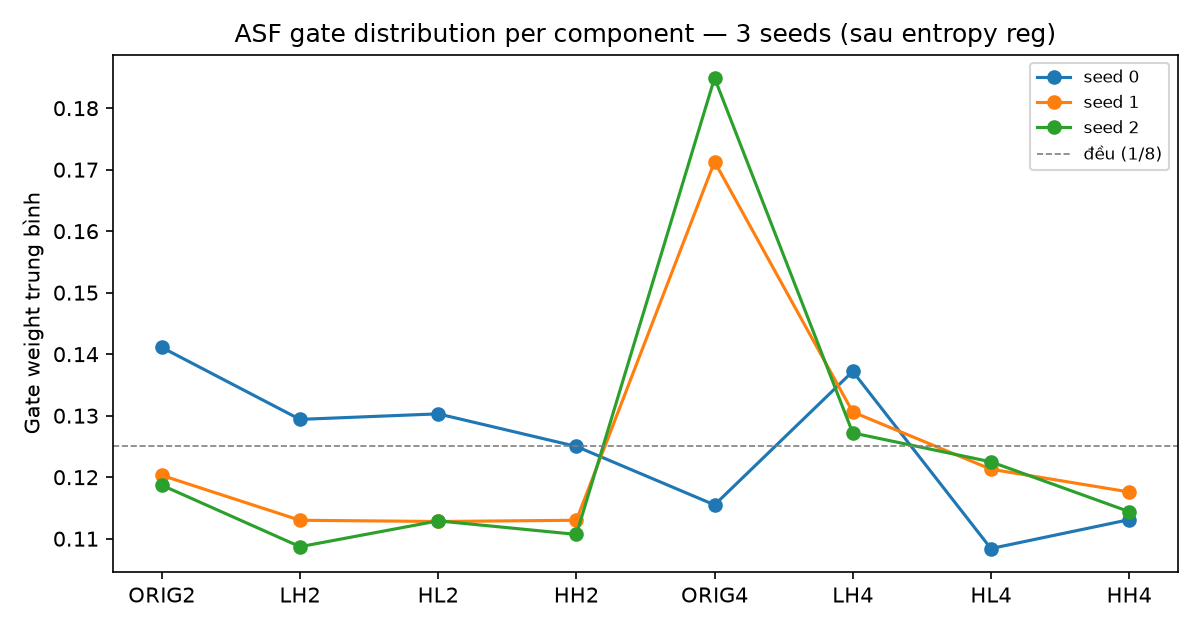 ASF gate distribution per component — 3 seeds (sau entropy reg)
seed 0
seed 1
seed 2
đều (1/8)
Gate weight trung bình
0.18
0.17
0.16
0.15
0.14
0.13
0.12
0.11
ORIG2 LH2 HL2 HH2 ORIG4 LH4 HL4 HH4